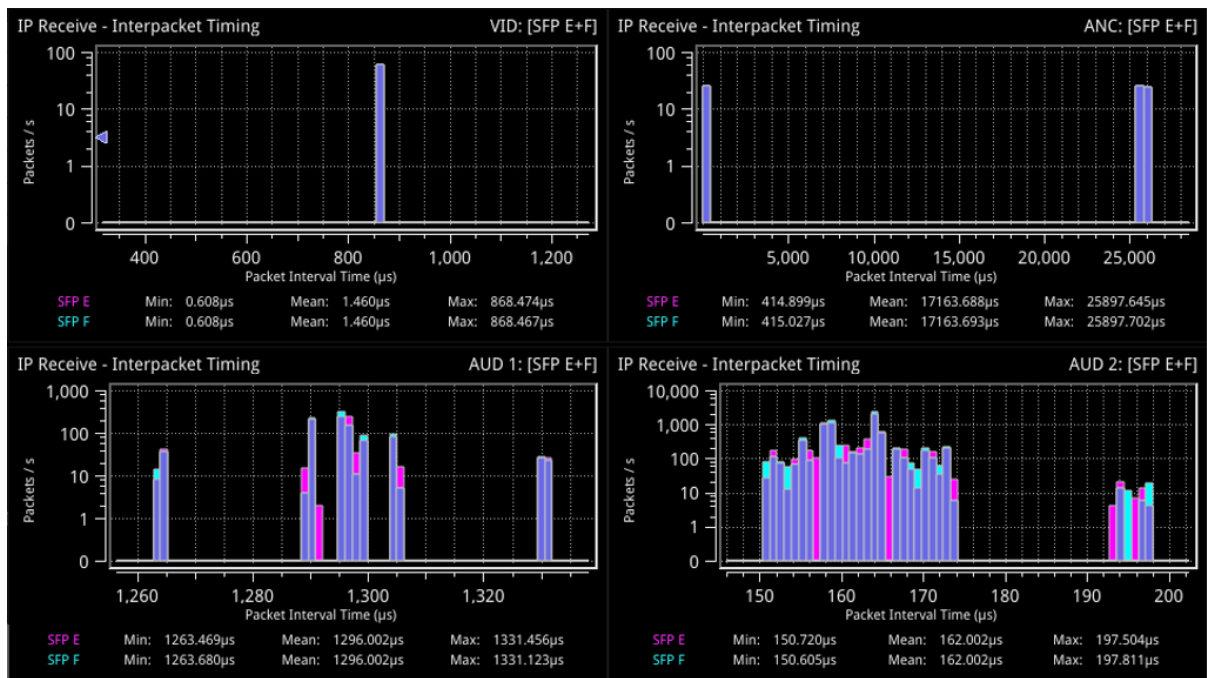 IP Receive - Interpacket Timing VID: [SFP E+F]
100
10
1
0
Packets / s
400 600 800 1,000 1,200
Packet Interval Time (µs)
SFP E Min: 0.608µs Mean: 1.460µs Max: 868.474µs
SFP F Min: 0.608µs Mean: 1.460µs Max: 868.467µs
IP Receive - Interpacket Timing ANC: [SFP E+F]
100
10
1
0
Packets / s
5,000 10,000 15,000 20,000 25,000
Packet Interval Time (µs)
SFP E Min: 414.899µs Mean: 17163.688µs Max: 25897.645µs
SFP F Min: 415.027µs Mean: 17163.693µs Max: 25897.702µs
IP Receive - Interpacket Timing AUD 1: [SFP E+F]
1,000
100
10
1
0
Packets / s
1,260 1,280 1,300 1,320
Packet Interval Time (µs)
SFP E Min: 1263.469µs Mean: 1296.002µs Max: 1331.456µs
SFP F Min: 1263.680µs Mean: 1296.002µs Max: 1331.123µs
IP Receive - Interpacket Timing AUD 2: [SFP E+F]
10,000
1,000
100
10
1
0
Packets / s
150 160 170 180 190 200
Packet Interval Time (µs)
SFP E Min: 150.720µs Mean: 162.002µs Max: 197.504µs
SFP F Min: 150.605µs Mean: 162.002µs Max: 197.811µs